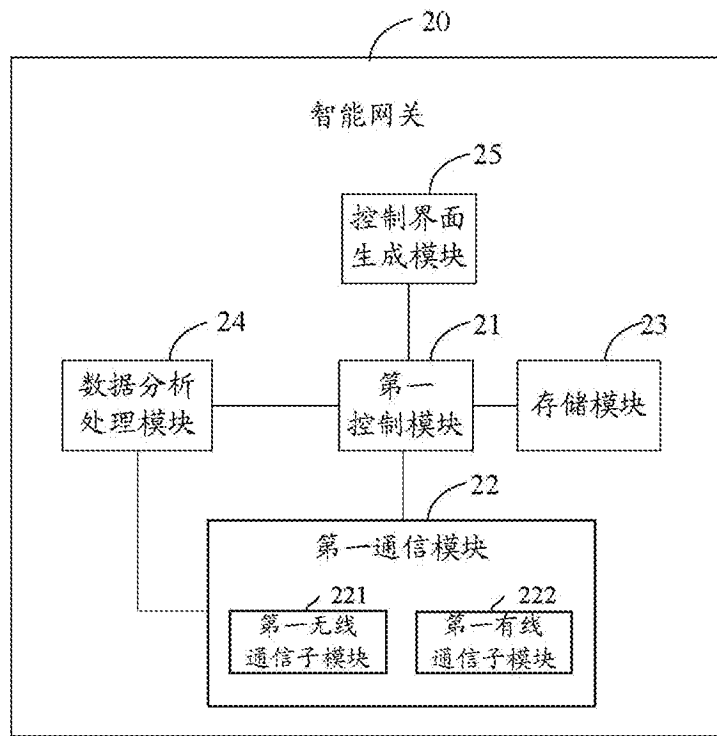 20
智能网关
25
控制界面
生成模块
24
21
23
数据分析
处理模块
第一
控制模块
存储模块
22
第一通信模块
221
222
第一无线
通信子模块
第一有线
通信子模块